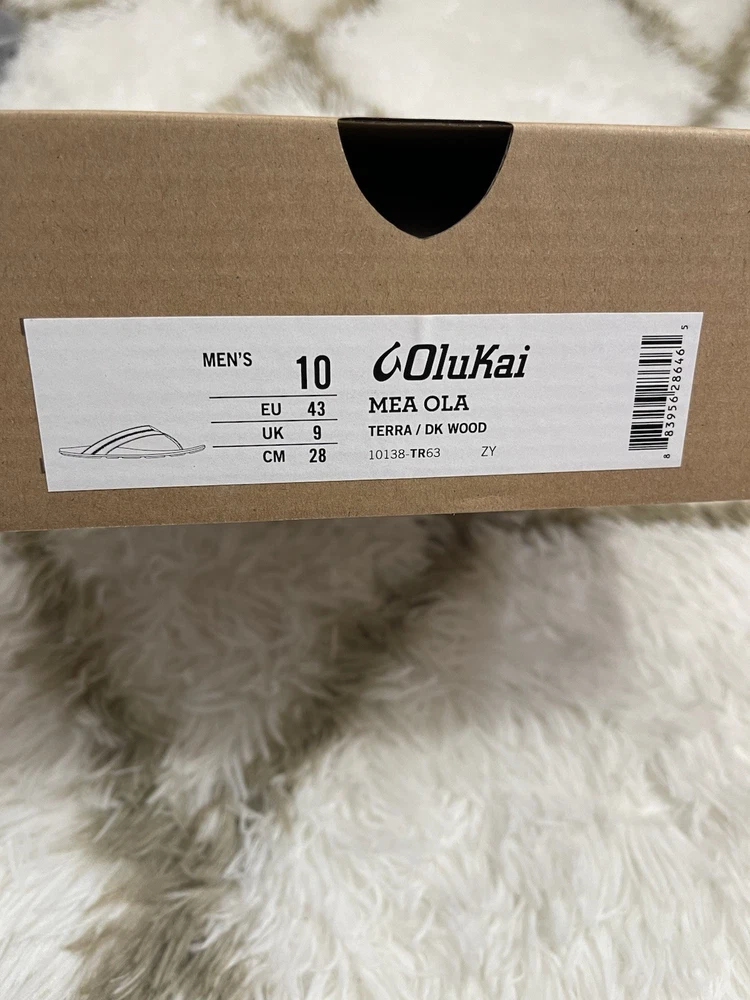 MEN'S 10
EU 43
UK 9
CM 28
OluKai
MEA OLA
TERRA / DK WOOD
10138-TR63 ZY
8 83956 28646 5